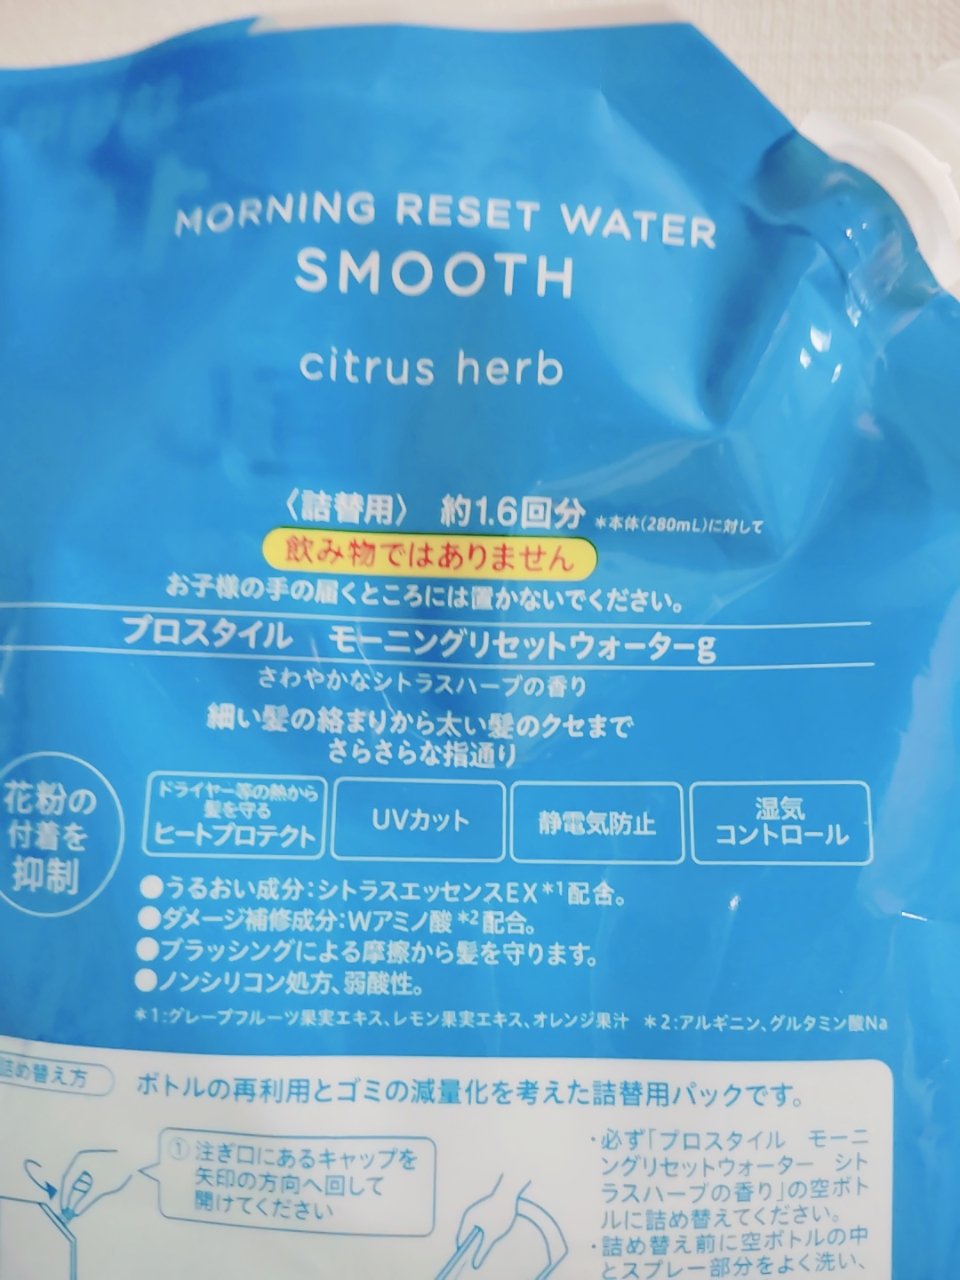 MORNING RESET WATER
SMOOTH
citrus herb
〈詰替用〉 約1.6回分 *本体(280mL)に対して
飲み物ではありません
お子様の手の届くところには置かないでください。
プロスタイル モーニングリセットウォーターg
さわやかなシトラスハーブの香り
細い髪の絡まりから太い髪のクセまで
さらさらな指通り
花粉の
付着を
抑制
ドライヤー等の熱から
髪を守る
ヒートプロテクト
UVカット
静電気防止
湿気
コントロール
●うるおい成分:シトラスエッセンスEX*1配合。
●ダメージ補修成分:Wアミノ酸*2配合。
●ブラッシングによる摩擦から髪を守ります。
●ノンシリコン処方、弱酸性。
*1:グレープフルーツ果実エキス、レモン果実エキス、オレンジ果汁 *2:アルギニン、グルタミン酸Na
詰め替え方
ボトルの再利用とゴミの減量化を考えた詰替用パックです。
① 注ぎ口にあるキャップを
矢印の方向へ回して
開けてください
・必ず「プロスタイル モーニ
ングリセットウォーター シト
ラスハーブの香り」の空ボト
ルに詰め替えてください。
・詰め替え前に空ボトルの中
とスプレー部分をよく洗い、